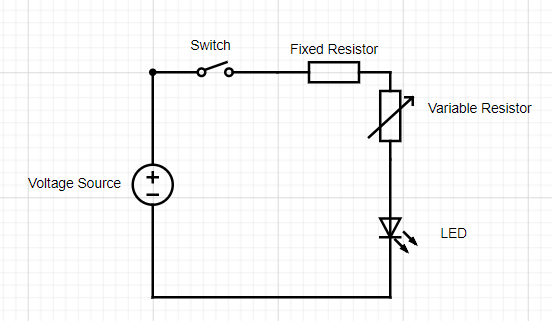 Switch
Fixed Resistor
Variable Resistor
Voltage Source
LED